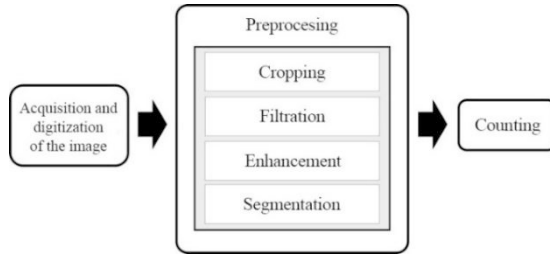 Preprocesing
Cropping
Acquisition and
digitization
of the image
Filtration
Counting
Enhancement
Segmentation